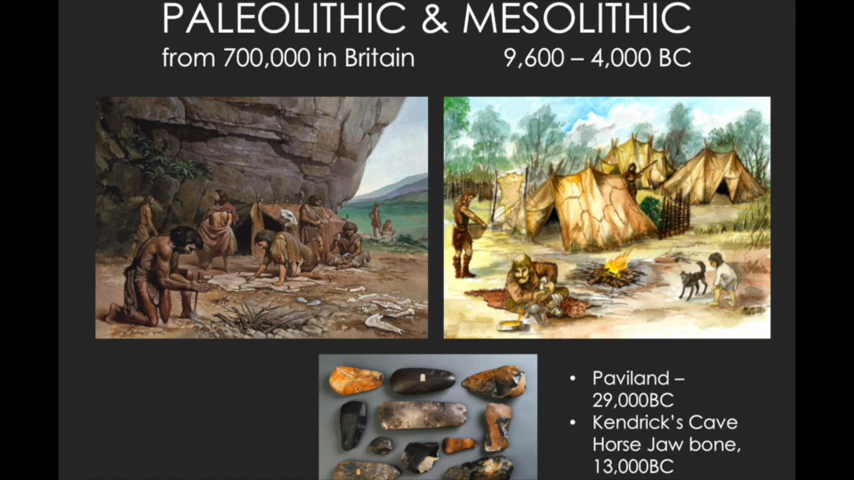 PALEOLITHIC & MESOLITHIC
from 700,000 in Britain
9,600 – 4,000 BC
• Paviland –
29,000BC
• Kendrick's Cave
Horse Jaw bone,
13,000BC